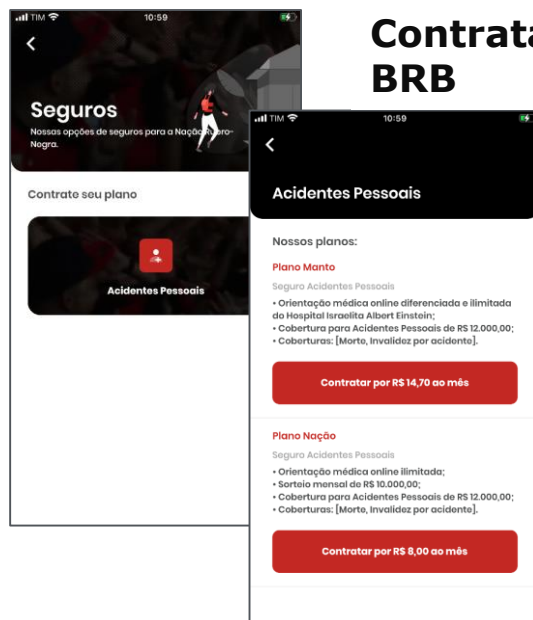 TIM 10:59
Seguros
Nossas opções de seguros para a Nação Rubro-
Negra.
Contrate seu plano
Acidentes Pessoais
BRB
TIM 10:59
Acidentes Pessoais
Nossos planos:
Plano Manto
Seguro Acidentes Pessoais
• Orientação médica online diferenciada e ilimitada
do Hospital Israelita Albert Einstein;
• Cobertura para Acidentes Pessoais de R$ 12.000,00;
• Coberturas: [Morte, Invalidez por acidente].
Contratar por R$ 14,70 ao mês
Plano Nação
Seguro Acidentes Pessoais
• Orientação médica online ilimitada;
• Sorteio mensal de R$ 10.000,00;
• Cobertura para Acidentes Pessoais de R$ 12.000,00;
• Coberturas: [Morte, Invalidez por acidente].
Contratar por R$ 8,00 ao mês